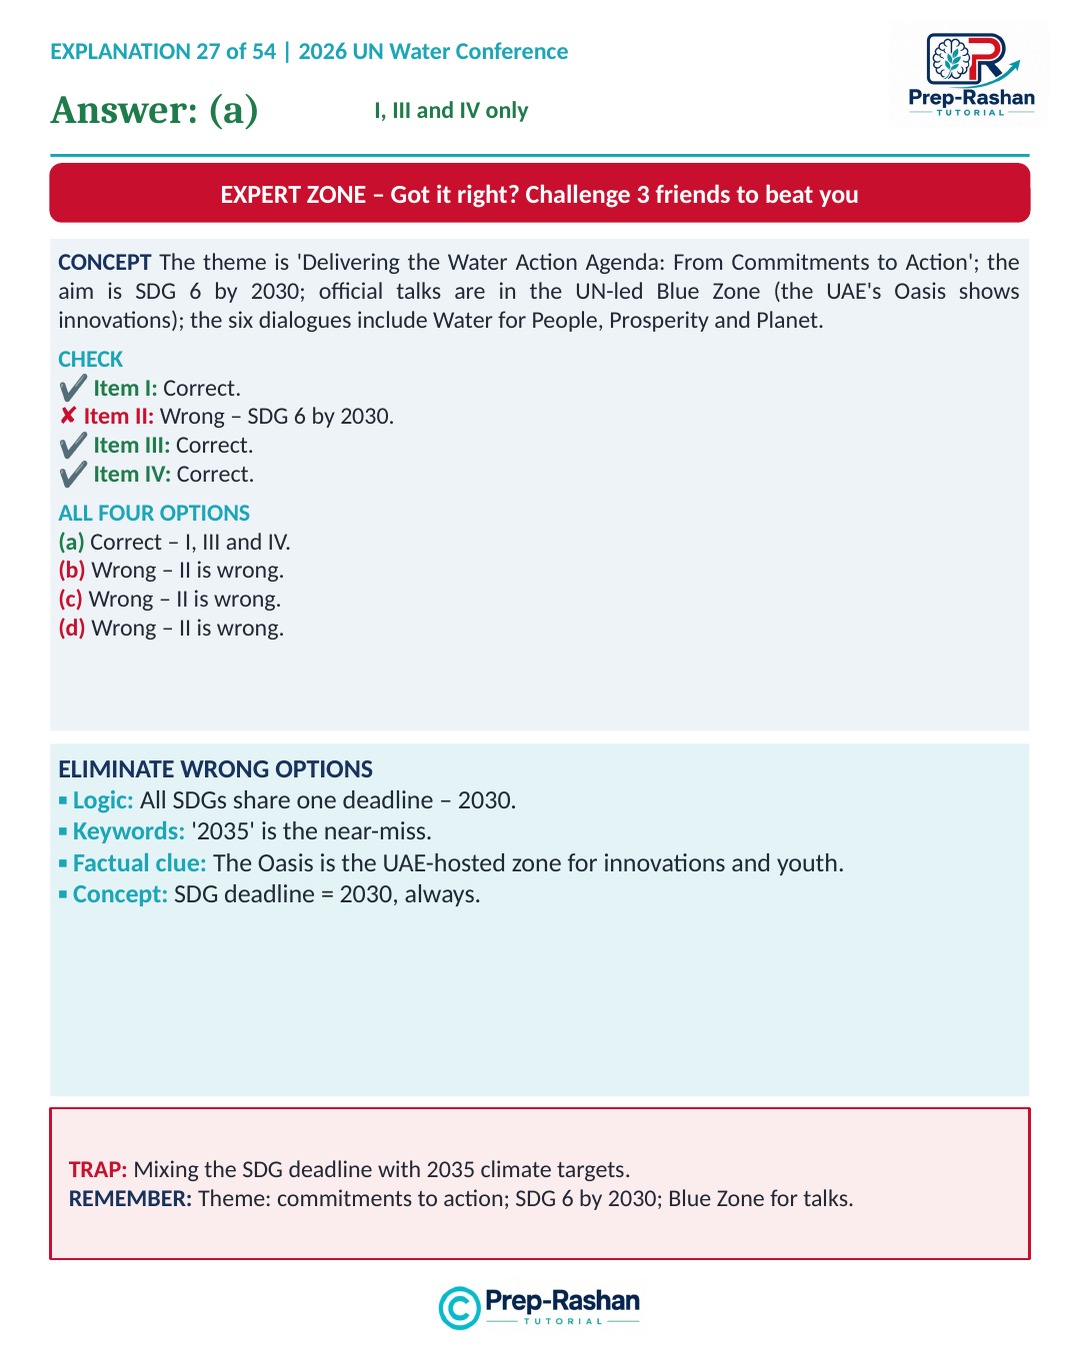 EXPLANATION 27 of 54 | 2026 UN Water Conference
Prep-Rashan
TUTORIAL
Answer: (a) I, III and IV only
EXPERT ZONE – Got it right? Challenge 3 friends to beat you
CONCEPT The theme is 'Delivering the Water Action Agenda: From Commitments to Action'; the
aim is SDG 6 by 2030; official talks are in the UN-led Blue Zone (the UAE's Oasis shows
innovations); the six dialogues include Water for People, Prosperity and Planet.
CHECK
✔ Item I: Correct.
✘ Item II: Wrong – SDG 6 by 2030.
✔ Item III: Correct.
✔ Item IV: Correct.
ALL FOUR OPTIONS
(a) Correct – I, III and IV.
(b) Wrong – II is wrong.
(c) Wrong – II is wrong.
(d) Wrong – II is wrong.
ELIMINATE WRONG OPTIONS
▪ Logic: All SDGs share one deadline – 2030.
▪ Keywords: '2035' is the near-miss.
▪ Factual clue: The Oasis is the UAE-hosted zone for innovations and youth.
▪ Concept: SDG deadline = 2030, always.
TRAP: Mixing the SDG deadline with 2035 climate targets.
REMEMBER: Theme: commitments to action; SDG 6 by 2030; Blue Zone for talks.
© Prep-Rashan
TUTORIAL